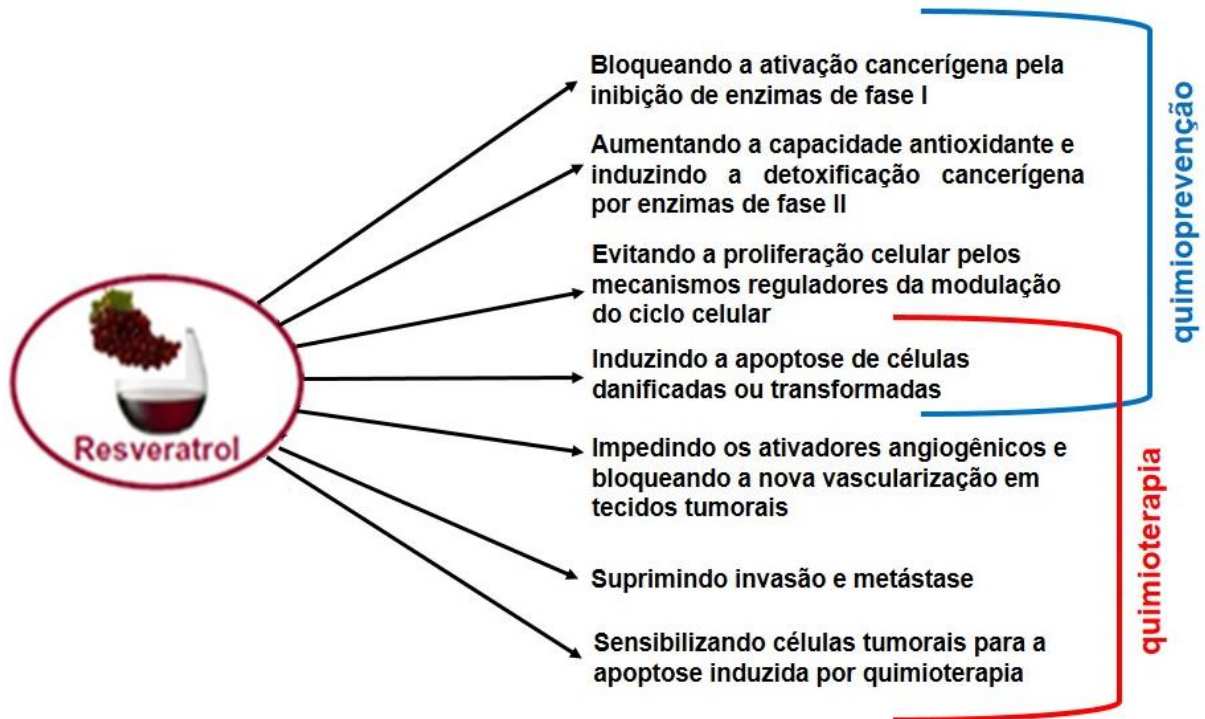 Bloqueando a ativação cancerígena pela
inibição de enzimas de fase I
Aumentando a capacidade antioxidante e
induzindo a detoxificação cancerígena
por enzimas de fase II
Evitando a proliferação celular pelos
mecanismos reguladores da modulação
do ciclo celular
Induzindo a apoptose de células
danificadas ou transformadas
Impedindo os ativadores angiogênicos e
bloqueando a nova vascularização em
tecidos tumorais
Suprimindo invasão e metástase
Sensibilizando células tumorais para a
apoptose induzida por quimioterapia
Resveratrol
quimioprevenção
quimioterapia